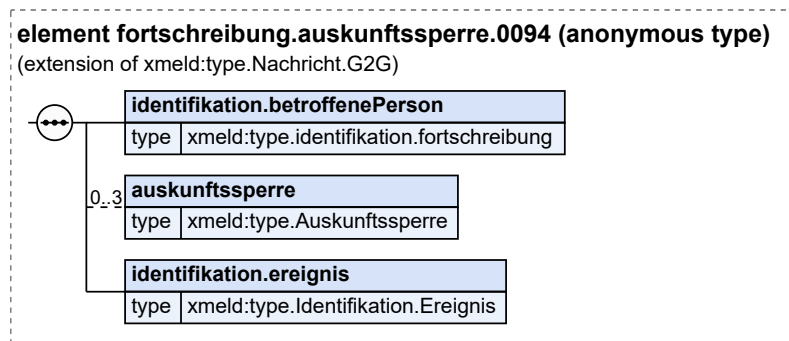 element fortschreibung.auskunftssperre.0094 (anonymous type)
(extension of xmeld:type.Nachricht.G2G)
identifikation.betroffenePerson
type xmeld:type.identifikation.fortschreibung
0..3
auskunftssperre
type xmeld:type.Auskunftssperre
identifikation.ereignis
type xmeld:type.Identifikation.Ereignis